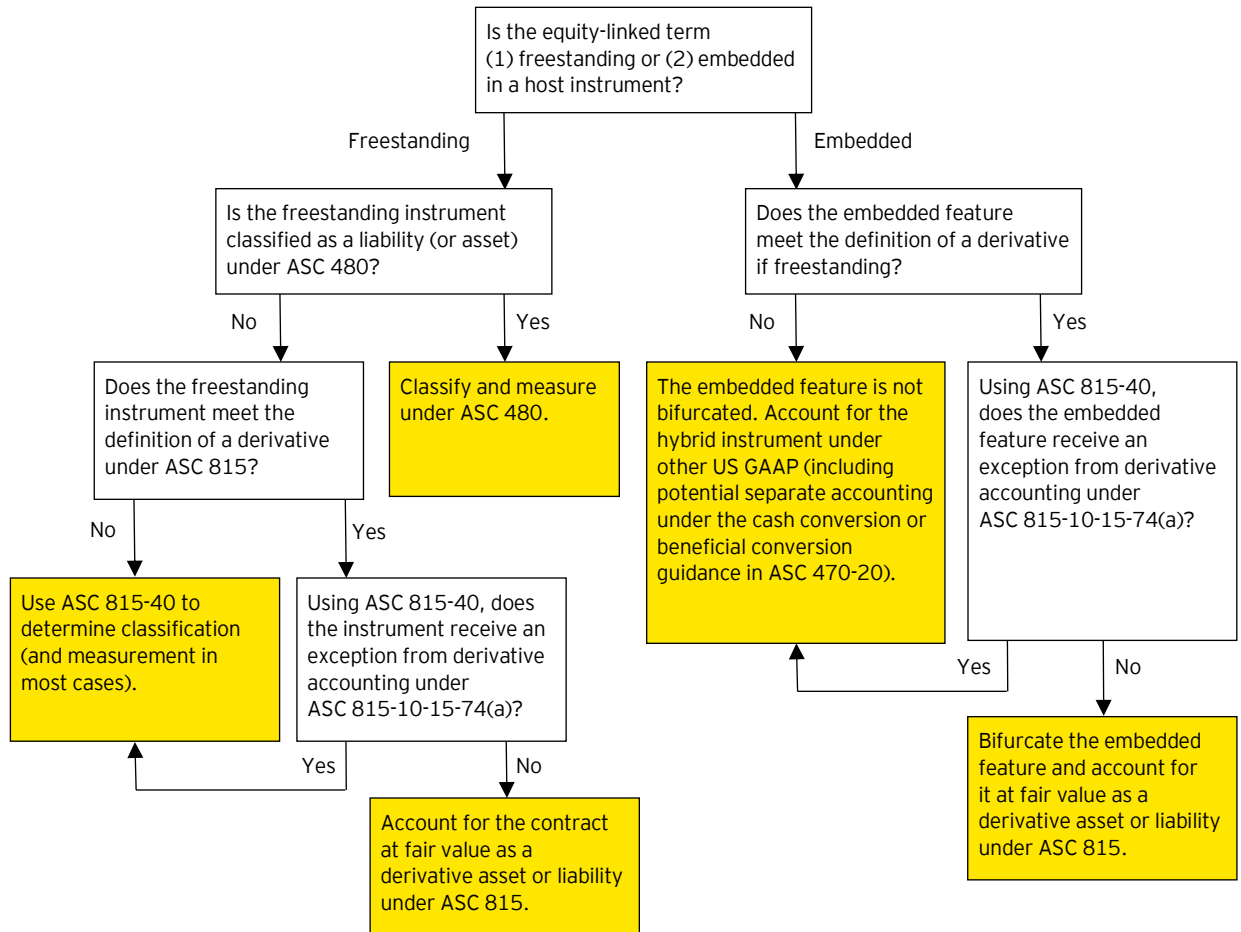 Is the equity-linked term
(1) freestanding or (2) embedded
in a host instrument?
Freestanding
Embedded
Is the freestanding instrument
classified as a liability (or asset)
under ASC 480?
Does the embedded feature
meet the definition of a derivative
if freestanding?
No
Yes
No
Yes
Does the freestanding
instrument meet the
definition of a derivative
under ASC 815?
Classify and measure
under ASC 480.
The embedded feature is not
bifurcated. Account for the
hybrid instrument under
other US GAAP (including
potential separate accounting
under the cash conversion or
beneficial conversion
guidance in ASC 470-20).
Using ASC 815-40,
does the embedded
feature receive an
exception from derivative
accounting under
ASC 815-10-15-74(a)?
No
Yes
Use ASC 815-40 to
determine classification
(and measurement in
most cases).
Using ASC 815-40, does
the instrument receive an
exception from derivative
accounting under
ASC 815-10-15-74(a)?
Yes
No
Yes
No
Bifurcate the embedded
feature and account for
it at fair value as a
derivative asset or liability
under ASC 815.
Account for the contract
at fair value as a
derivative asset or liability
under ASC 815.